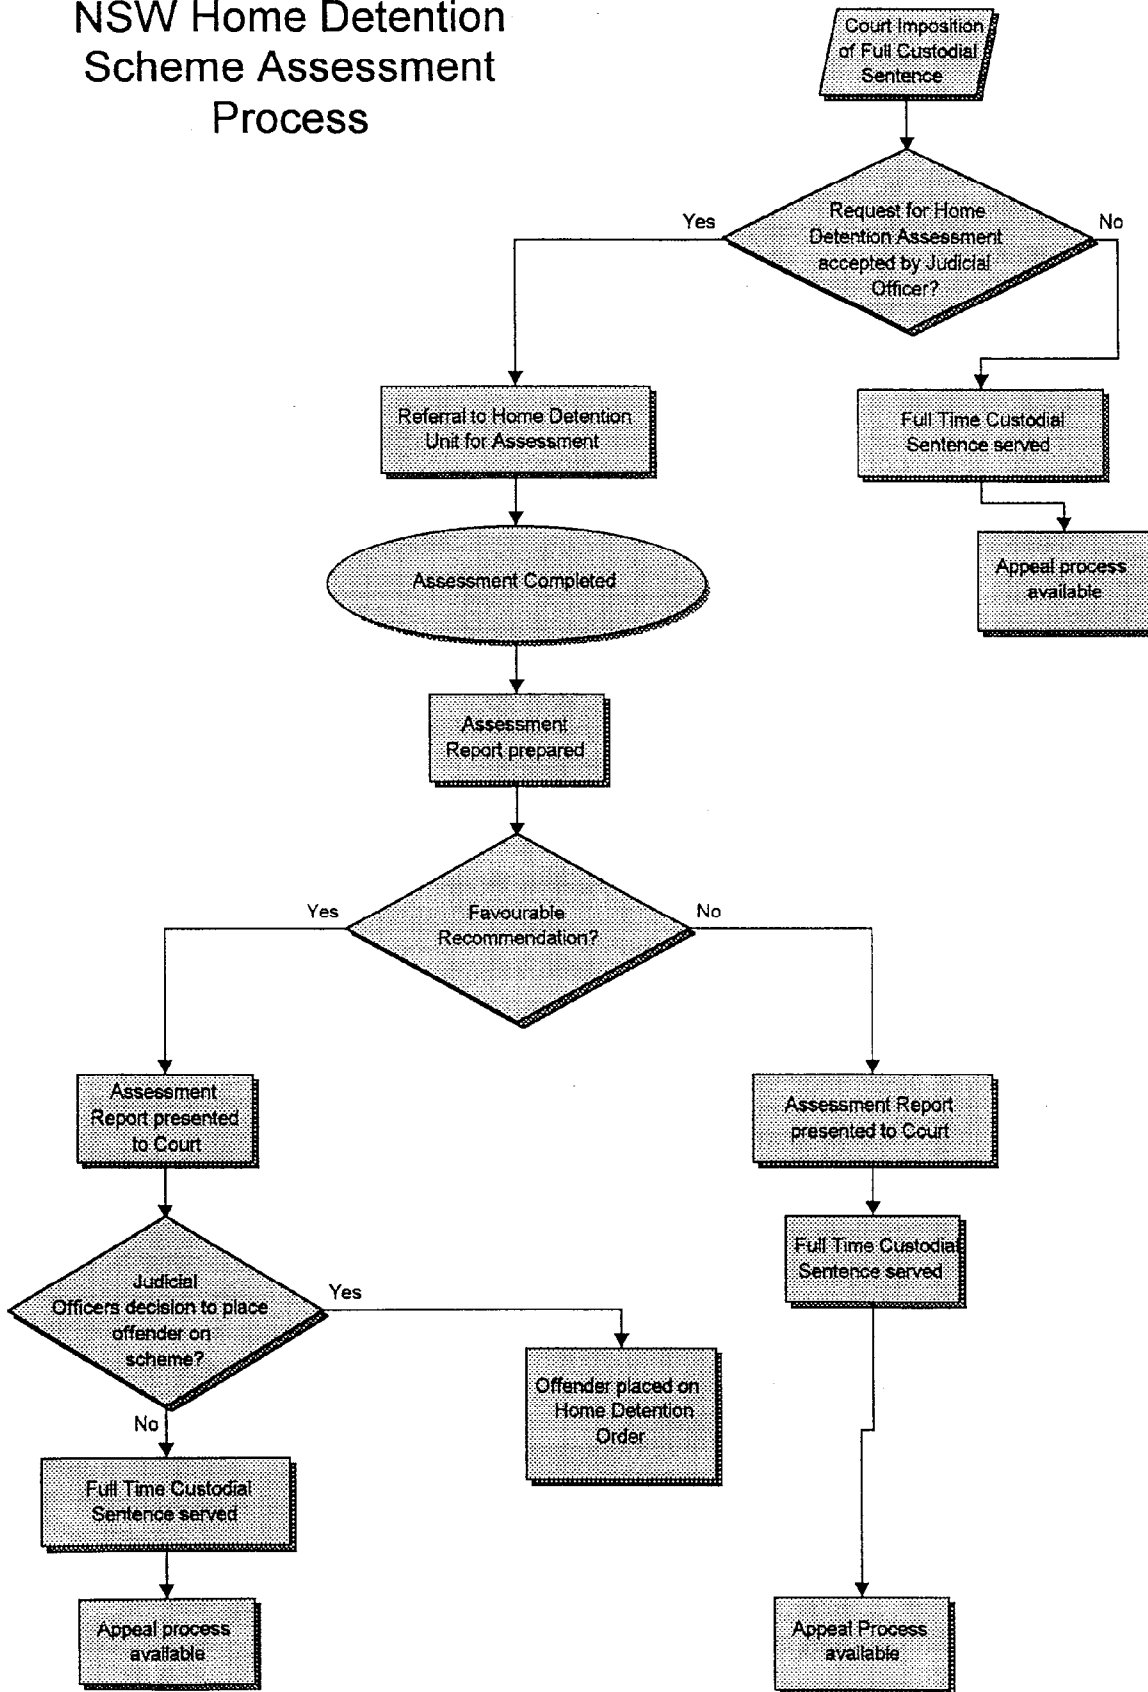 NSW Home Detention
Scheme Assessment
Process
Court Imposition
of Full Custodial
Sentence
Request for Home
Detention Assessment
accepted by Judicial
Officer?
Yes
No
Referral to Home Detention
Unit for Assessment
Full Time Custodial
Sentence served
Appeal process
available
Assessment Completed
Assessment
Report prepared
Favourable
Recommendation?
Yes
No
Assessment
Report presented
to Court
Assessment Report
presented to Court
Judicial
Officers decision to place
offender on
scheme?
Yes
No
Full Time Custodial
Sentence served
Offender placed on
Home Detention
Order
Full Time Custodial
Sentence served
Appeal process
available
Appeal Process
available